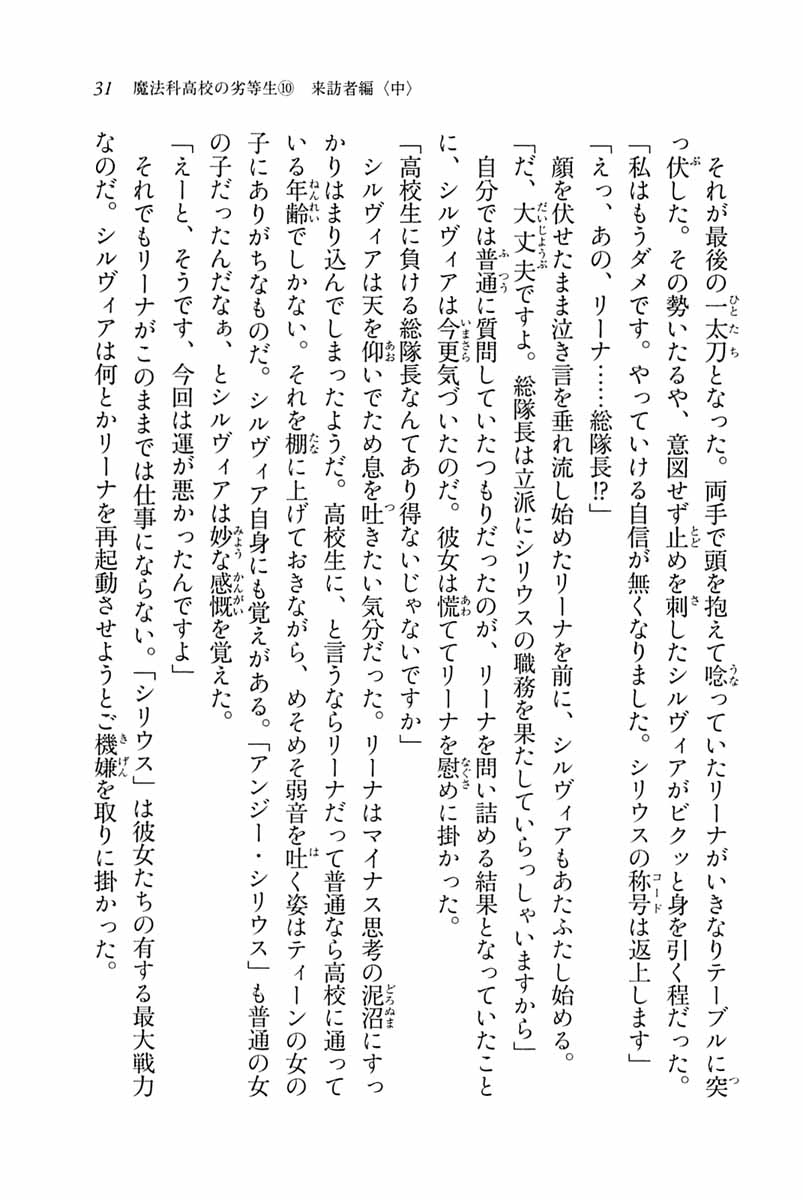 31　魔法科高校の劣等生⑩　来訪者編〈中〉
　それが最後の一太刀となった。両手で頭を抱えて唸っていたリーナがいきなりテーブルに突
っ伏した。その勢いたるや、意図せず止めを刺したシルヴィアがビクッと身を引く程だった。
「私はもうダメです。やっていける自信が無くなりました。シリウスの称号は返上します」
「えっ、あの、リーナ……総隊長!?」
　顔を伏せたまま泣き言を垂れ流し始めたリーナを前に、シルヴィアもあたふたし始める。
「だ、大丈夫ですよ。総隊長は立派にシリウスの職務を果たしていらっしゃいますから」
　自分では普通に質問していたつもりだったのが、リーナを問い詰める結果となっていたこと
に、シルヴィアは今更気づいたのだ。彼女は慌ててリーナを慰めに掛かった。
「高校生に負ける総隊長なんてあり得ないじゃないですか」
　シルヴィアは天を仰いでため息を吐きたい気分だった。リーナはマイナス思考の泥沼にすっ
かりはまり込んでしまったようだ。高校生に、と言うならリーナだって普通なら高校に通って
いる年齢でしかない。それを棚に上げておきながら、めそめそ弱音を吐く姿はティーンの女の
子にありがちなものだ。シルヴィア自身にも覚えがある。「アンジー・シリウス」も普通の女
の子だったんだなぁ、とシルヴィアは妙な感慨を覚えた。
「えーと、そうです、今回は運が悪かったんですよ」
　それでもリーナがこのままでは仕事にならない。「シリウス」は彼女たちの有する最大戦力
なのだ。シルヴィアは何とかリーナを再起動させようとご機嫌を取りに掛かった。